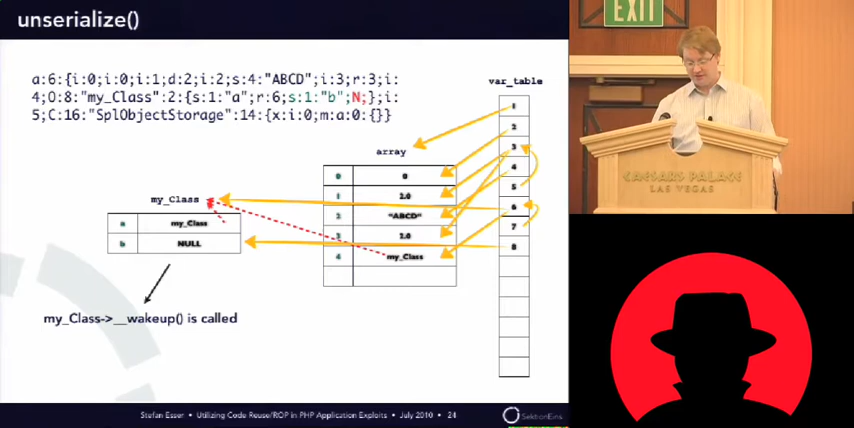 unserialize()
EXIT
a:6:{i:0;i:0;i:1;d:2;i:2;s:4:"ABCD";i:3;r:3;i:
4;O:8:"my_Class":2:{s:1:"a";r:6;s:1:"b";N;};i:
5;C:16:"SplObjectStorage":14:{x:i:0;m:a:0:{}}
var_table
1
2
3
4
5
6
7
8
array
0 0
1 2.0
2 "ABCD"
3 2.0
4 my_Class
my_Class
a my_Class
b NULL
my_Class->__wakeup() is called
CAESARS PALACE
LAS VEGAS
Stefan Esser • Utilizing Code Reuse/ROP in PHP Application Exploits • July 2010 • 24
SektionEins